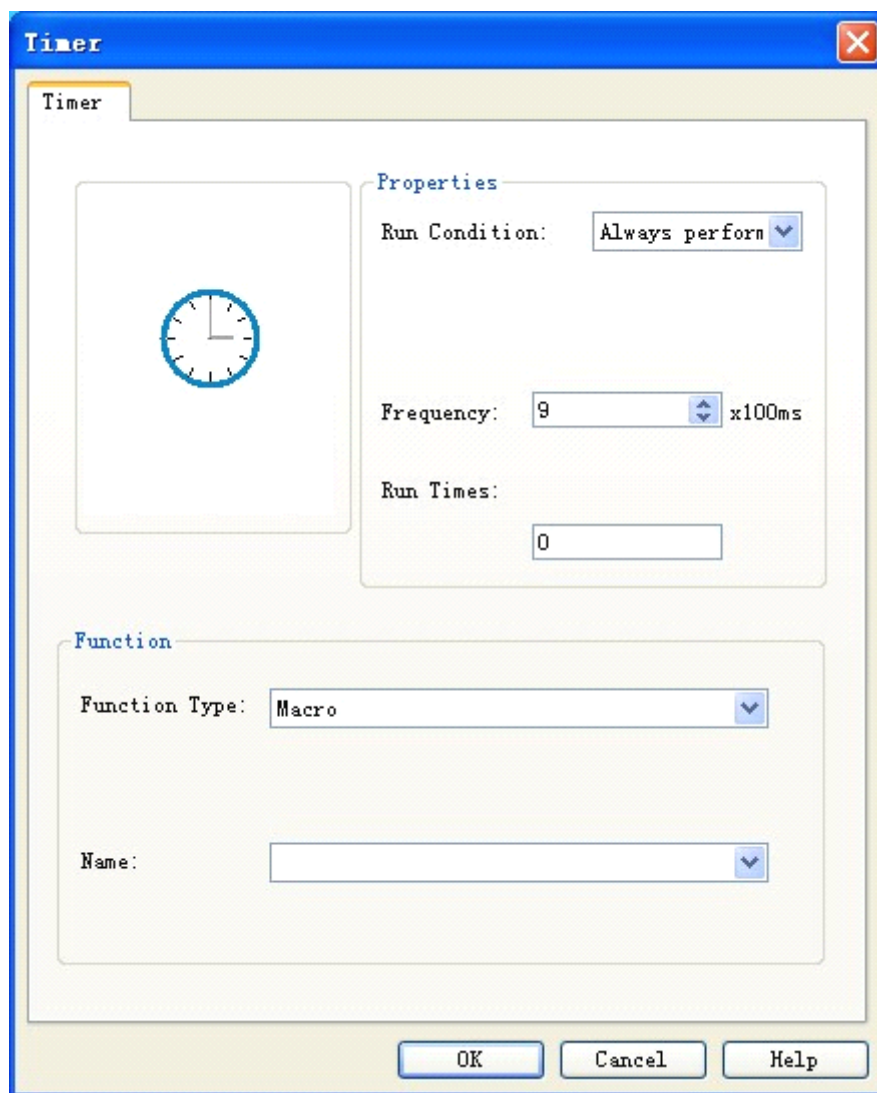 Timer
Timer
Properties
Run Condition: Always perform
Frequency: 9 x100ms
Run Times:
0
Function
Function Type: Macro
Name:
OK Cancel Help